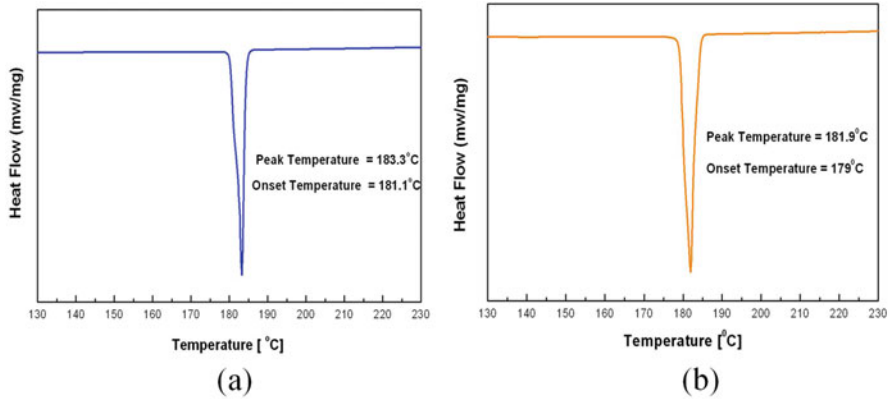 Heat Flow (mw/mg)
Peak Temperature = 183.3°C
Onset Temperature = 181.1°C
130 140 150 160 170 180 190 200 210 220 230
Temperature [ °C]
(a)
Heat Flow (mw/mg)
Peak Temperature = 181.9°C
Onset Temperature = 179°C
130 140 150 160 170 180 190 200 210 220 230
Temperature [°C]
(b)